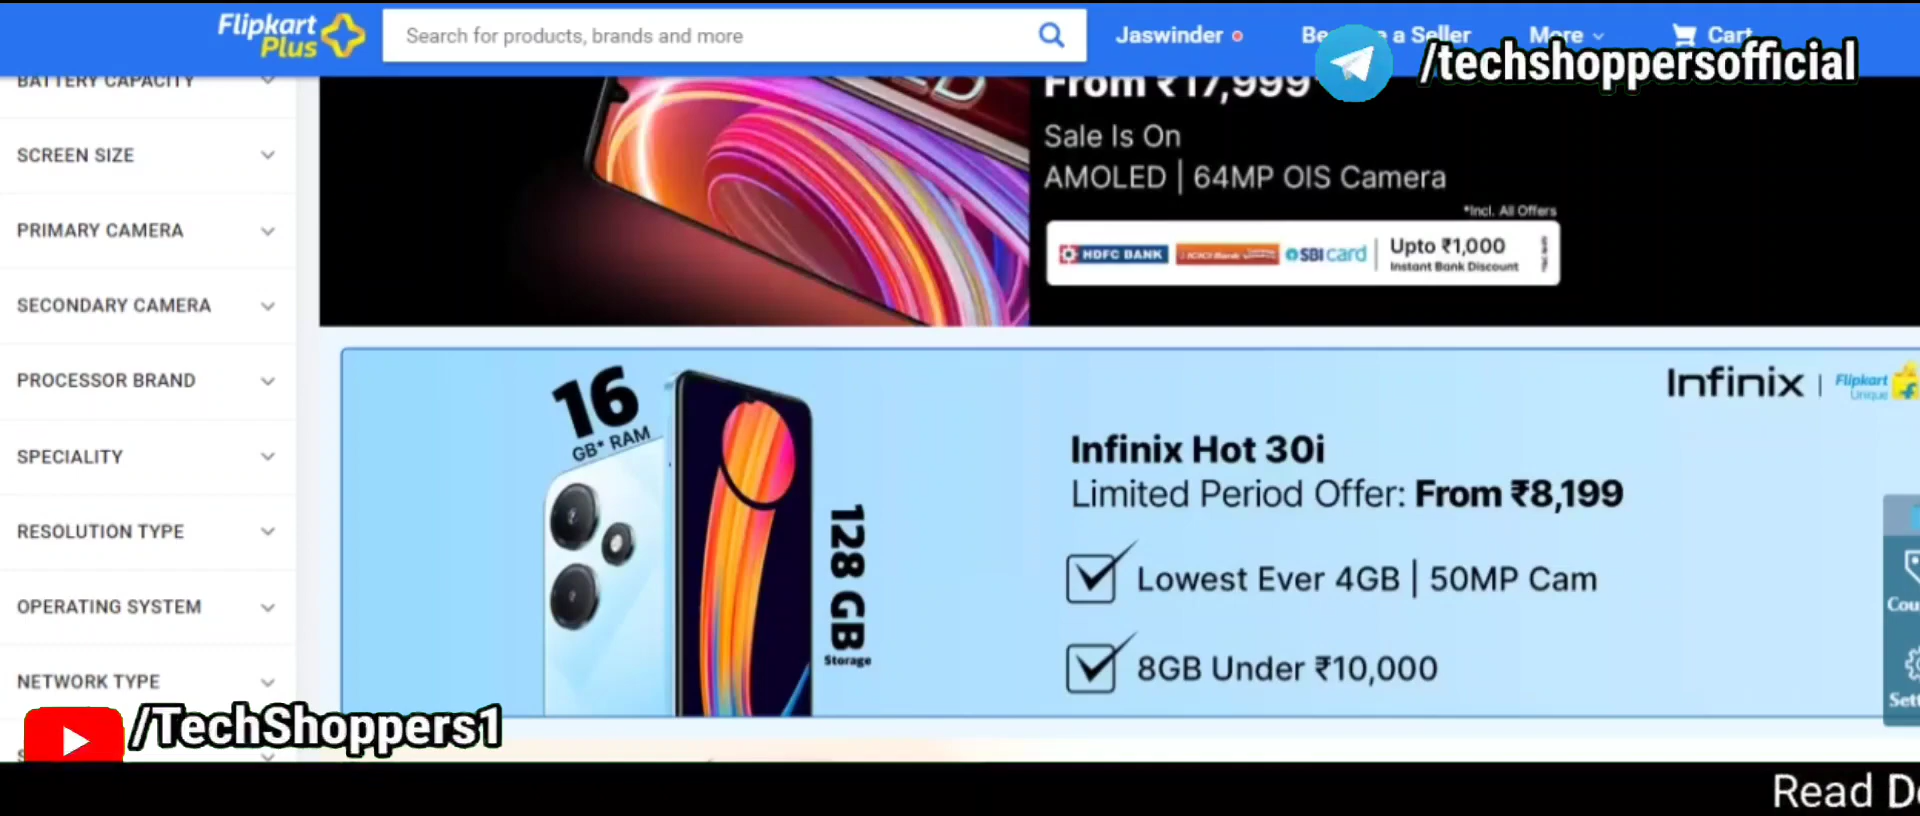 Flipkart
Plus
Search for products, brands and more
Jaswinder
a Seller
More
Cart
/techshoppersofficial
BATTERY CAPACITY
SCREEN SIZE
PRIMARY CAMERA
SECONDARY CAMERA
PROCESSOR BRAND
SPECIALITY
RESOLUTION TYPE
OPERATING SYSTEM
NETWORK TYPE
From ₹17,999*
Sale Is On
AMOLED | 64MP OIS Camera
*Incl. All Offers
HDFC BANK
ICICI Bank
SBI card
Upto ₹1,000
Instant Bank Discount
16
GB* RAM
128 GB
Storage
Infinix | Flipkart
Unique
Infinix Hot 30i
Limited Period Offer: From ₹8,199
Lowest Ever 4GB | 50MP Cam
8GB Under ₹10,000
/TechShoppers1
Read